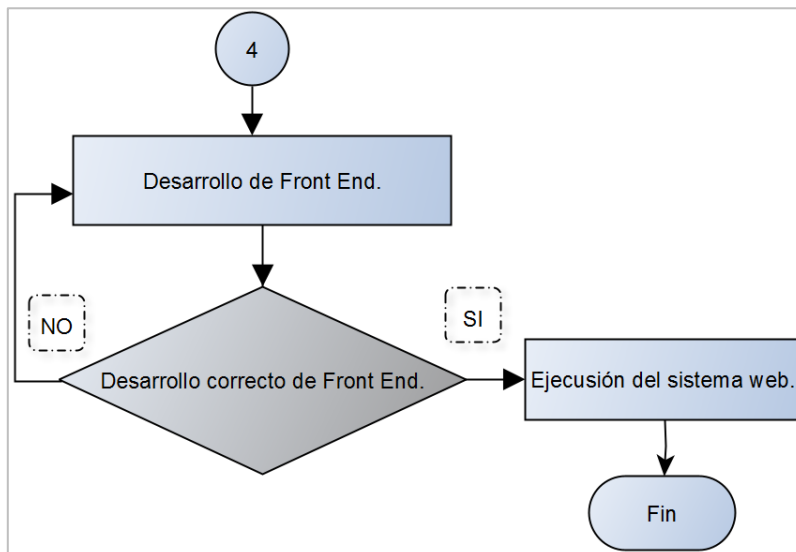 4
Desarrollo de Front End.
NO
SI
Desarrollo correcto de Front End.
Ejecusión del sistema web.
Fin